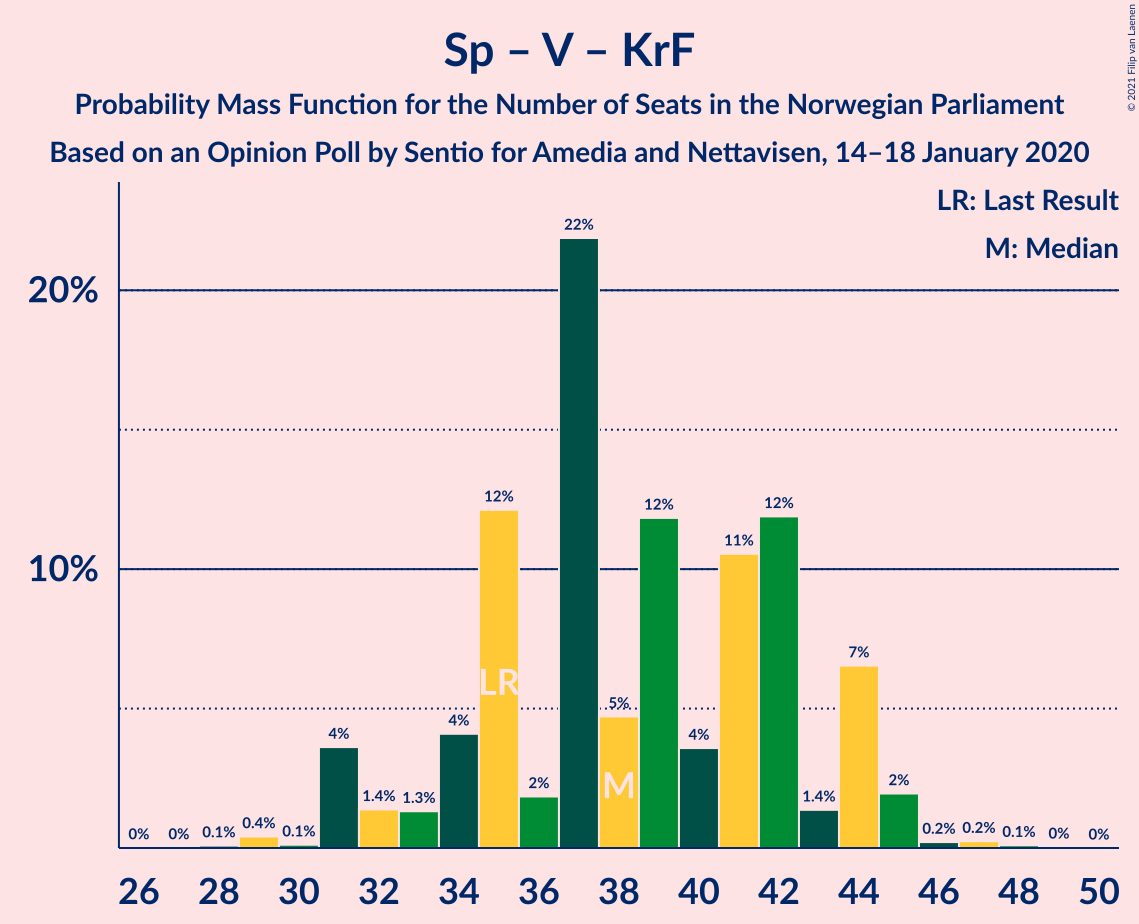 Sp – V – KrF
Probability Mass Function for the Number of Seats in the Norwegian Parliament
Based on an Opinion Poll by Sentio for Amedia and Nettavisen, 14–18 January 2020
© 2021 Filip van Laenen
LR: Last Result
M: Median
20%
10%
0% 0% 0.1% 0.4% 0.1% 4% 1.4% 1.3% 4% 12% 2% 22% 5% 12% 4% 11% 12% 1.4% 7% 2% 0.2% 0.2% 0.1% 0% 0%
LR
M
26 28 30 32 34 36 38 40 42 44 46 48 50